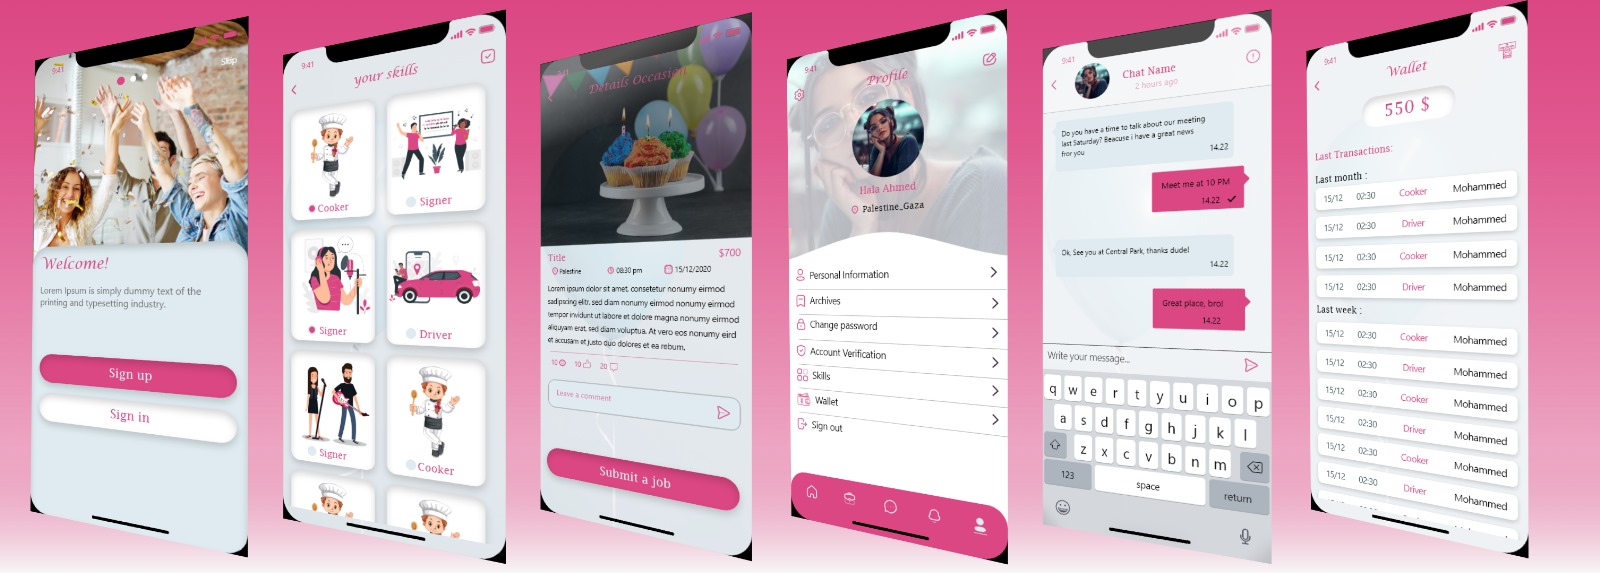 9:41
Skip
Welcome!
Lorem Ipsum is simply dummy text of the
printing and typesetting industry.
Sign up
Sign in
9:41
your skills
Cooker
Signer
Signer
Driver
Signer
Cooker
9:41
Details Occasion
Title
$700
Palestine
08:30 pm
15/12/2020
Lorem ipsum dolor sit amet, consetetur nonumy eirmod
sadipscing elitr, sed diam nonumy eirmod nonumy eirmod
tempor invidunt ut labore et dolore magna nonumy eirmod
aliquyam erat, sed diam voluptua. At vero eos nonumy eird
et accusam et justo duo dolores et ea rebum.
10
10
20
Leave a comment
Submit a job
9:41
Profile
Hala Ahmed
Palestine_Gaza
Personal Information
Archives
Change password
Account Verification
Skills
Wallet
Sign out
9:41
Chat Name
2 hours ago
Do you have a time to talk about our meeting
last Saturday? Beacuse i have a great news
fror you
14.22
Meet me at 10 PM
14.22
Ok, See you at Central Park, thanks dude!
14.22
Great place, bro!
14.22
Write your message...
q w e r t y u i o p
a s d f g h j k l
z x c v b n m
123
space
return
9:41
Wallet
550 $
Last Transactions:
Last month :
15/12 02:30 Cooker Mohammed
15/12 02:30 Driver Mohammed
15/12 02:30 Cooker Mohammed
15/12 02:30 Driver Mohammed
Last week :
15/12 02:30 Cooker Mohammed
15/12 02:30 Driver Mohammed
15/12 02:30 Cooker Mohammed
15/12 02:30 Driver Mohammed
15/12 02:30 Cooker Mohammed
15/12 02:30 Driver Mohammed